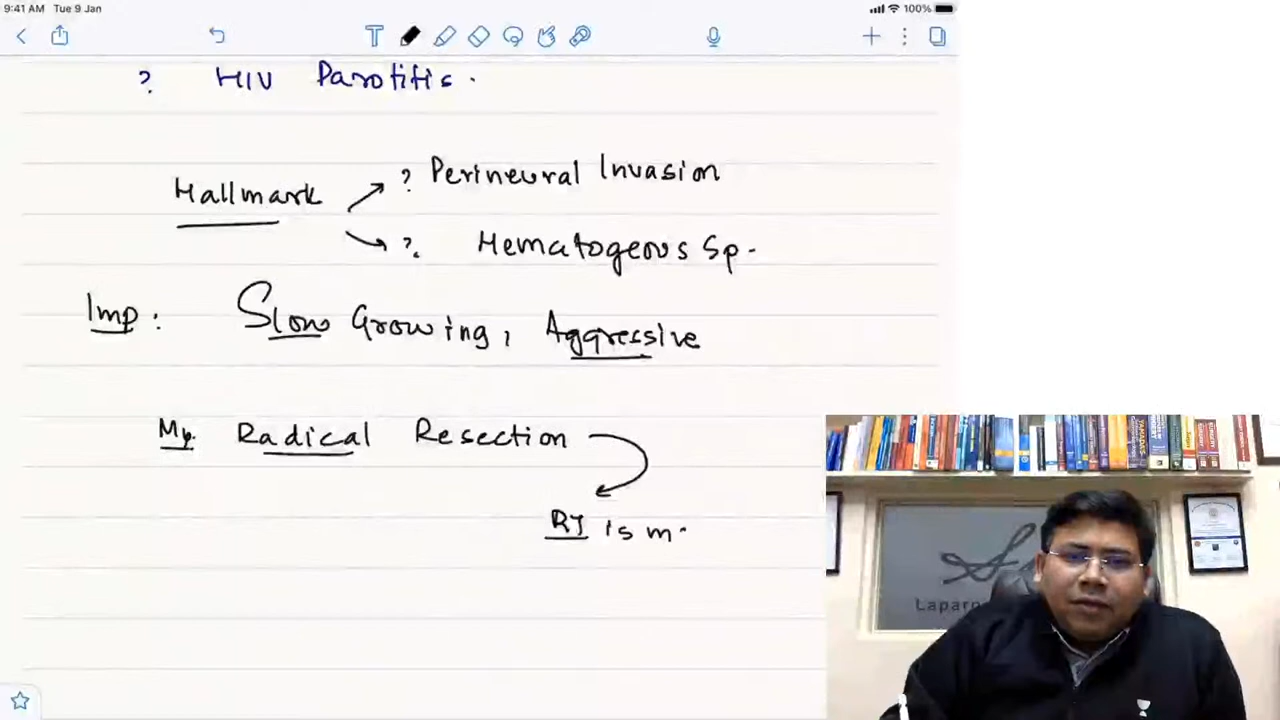 9:41 AM Tue 9 Jan
100%
? HIV Parotitis.
Hallmark
? Perineural Invasion
?. Hematogeous Sp-
Imp: Slow Growing, Aggressive
Radical Resection
RT is m.
Laparo